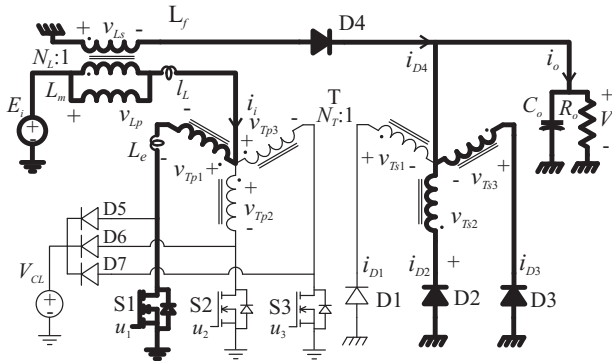 L_f
+ v_Ls -
D4
N_L:1
i_D4
i_o
L_m
l_L
E_i
+
-
+ v_Lp -
i_i
T
N_T:1
C_o
R_o
+
V
-
L_e
-
v_Tp3
v_Tp1 +
-
+ v_Ts1 -
v_Ts3
+
v_Tp2
-
-
v_Ts2
+
D5
D6
D7
V_CL
+
-
i_D1
i_D2
i_D3
S1
S2
S3
D1
D2
D3
u_1
u_2
u_3